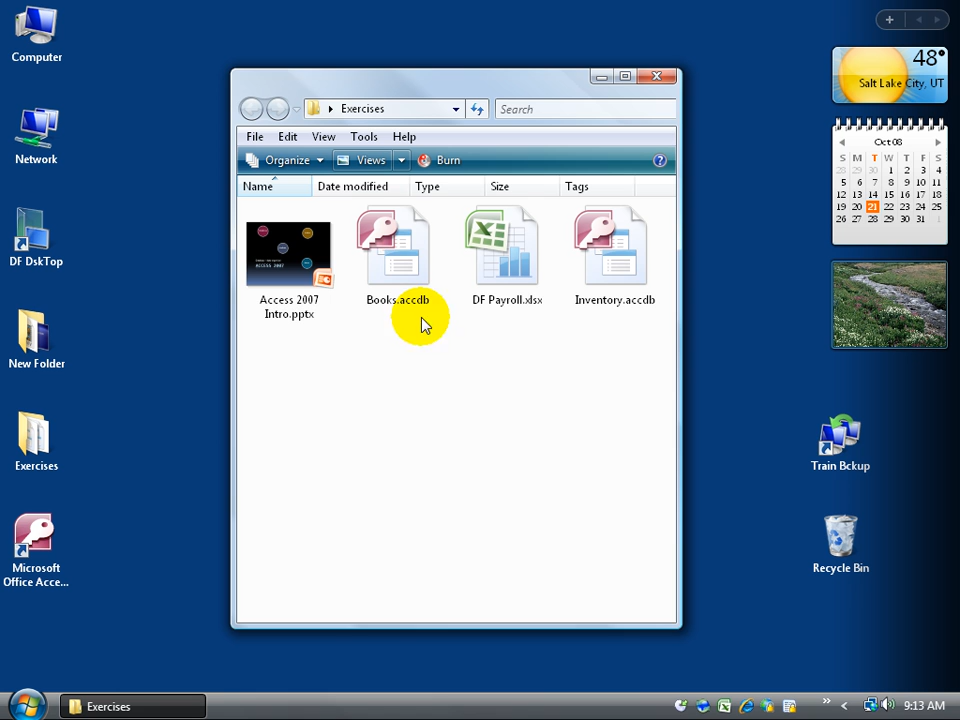 Computer
Network
DF DskTop
New Folder
Exercises
Microsoft
Office Acce...
Exercises
Search
File Edit View Tools Help
Organize Views Burn
Name Date modified Type Size Tags
Access 2007
Intro.pptx
Books.accdb
DF Payroll.xlsx
Inventory.accdb
48°
Salt Lake City, UT
Oct 08
S M T W T F S
28 29 30 1 2 3 4
5 6 7 8 9 10 11
12 13 14 15 16 17 18
19 20 21 22 23 24 25
26 27 28 29 30 31 1
Train Bckup
Recycle Bin
Exercises
9:13 AM